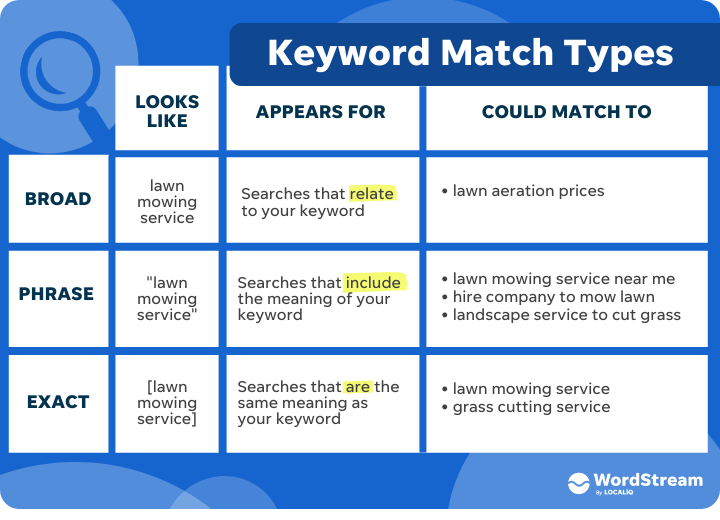 Keyword Match Types
LOOKS
LIKE
APPEARS FOR
COULD MATCH TO
BROAD
lawn
mowing
service
Searches that relate
to your keyword
• lawn aeration prices
PHRASE
"lawn
mowing
service"
Searches that include
the meaning of your
keyword
• lawn mowing service near me
• hire company to mow lawn
• landscape service to cut grass
EXACT
[lawn
mowing
service]
Searches that are the
same meaning as
your keyword
• lawn mowing service
• grass cutting service
WordStream
By LOCALiQ